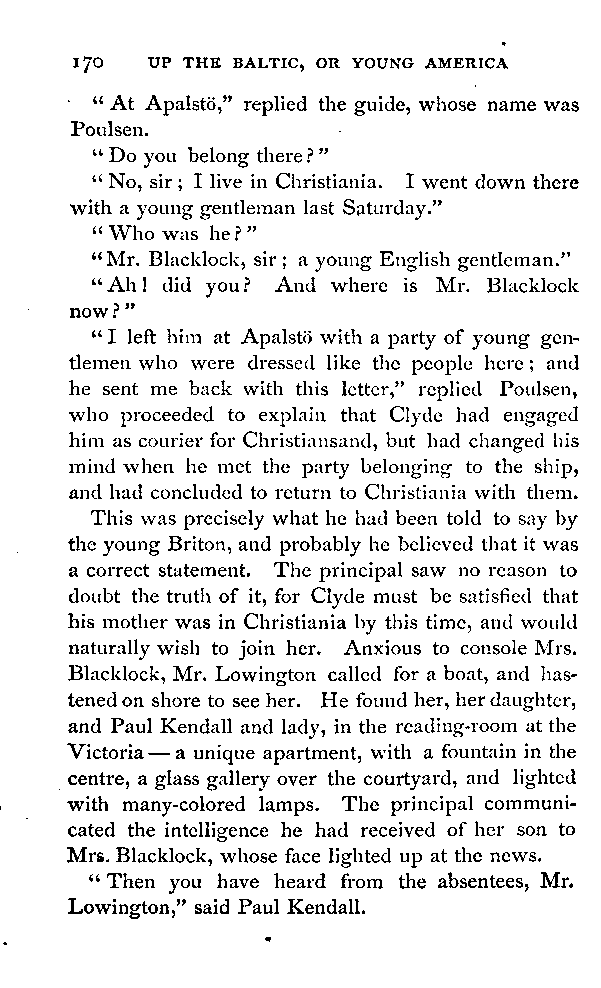 170 UP THE BALTIC, OR YOUNG AMERICA
“ At Apalstö,” replied the guide, whose name was
Poulsen.
“ Do you belong there?”
“ No, sir; I live in Christiania. I went down there
with a young gentleman last Saturday.”
“ Who was he?”
“Mr. Blacklock, sir; a young English gentleman.”
“Ah! did you? And where is Mr. Blacklock
now?”
“I left him at Apalstö with a party of young gen-
tlemen who were dressed like the people here; and
he sent me back with this letter,” replied Poulsen,
who proceeded to explain that Clyde had engaged
him as courier for Christiansand, but had changed his
mind when he met the party belonging to the ship,
and had concluded to return to Christiania with them.
This was precisely what he had been told to say by
the young Briton, and probably he believed that it was
a correct statement. The principal saw no reason to
doubt the truth of it, for Clyde must be satisfied that
his mother was in Christiania by this time, and would
naturally wish to join her. Anxious to console Mrs.
Blacklock, Mr. Lowington called for a boat, and has-
tened on shore to see her. He found her, her daughter,
and Paul Kendall and lady, in the reading-room at the
Victoria — a unique apartment, with a fountain in the
centre, a glass gallery over the courtyard, and lighted
with many-colored lamps. The principal communi-
cated the intelligence he had received of her son to
Mrs. Blacklock, whose face lighted up at the news.
“ Then you have heard from the absentees, Mr.
Lowington,” said Paul Kendall.